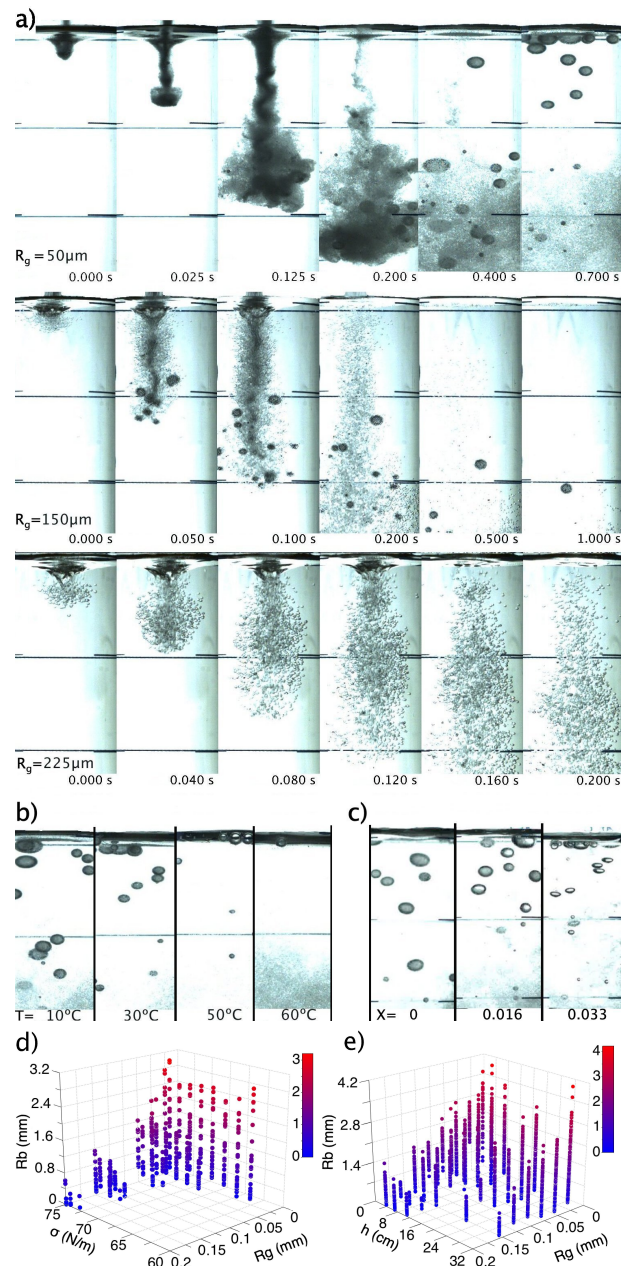 a)
Rg = 50μm
0.000 s 0.025 s 0.125 s 0.200 s 0.400 s 0.700 s
Rg=150μm
0.000 s 0.050 s 0.100 s 0.200 s 0.500 s 1.000 s
Rg=225μm
0.000 s 0.040 s 0.080 s 0.120 s 0.160 s 0.200 s
b) c)
T= 10ºC 30ºC 50ºC 60ºC
X= 0 0.016 0.033
d)
3.2
2.4
1.6
0.8
0
Rb (mm)
75
70
65
60
σ (N/m)
0.2
0.15
0.1
0.05
0
Rg (mm)
3
2
1
0
e)
4.2
2.8
1.4
0
Rb (mm)
8
16
24
32
h (cm)
0.2
0.15
0.1
0.05
0
Rg (mm)
4
3
2
1
0